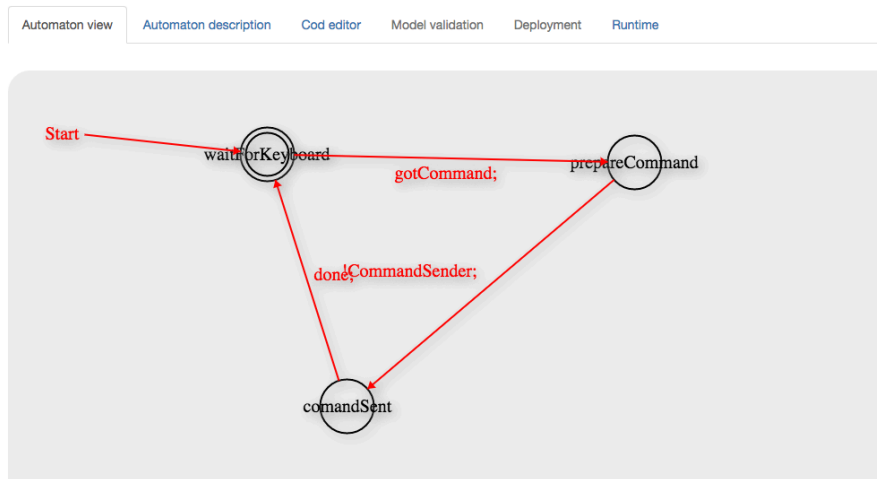 Automaton view Automaton description Cod editor Model validation Deployment Runtime
Start
waitForKeyboard
gotCommand;
prepareCommand
done;
!CommandSender;
comandSent